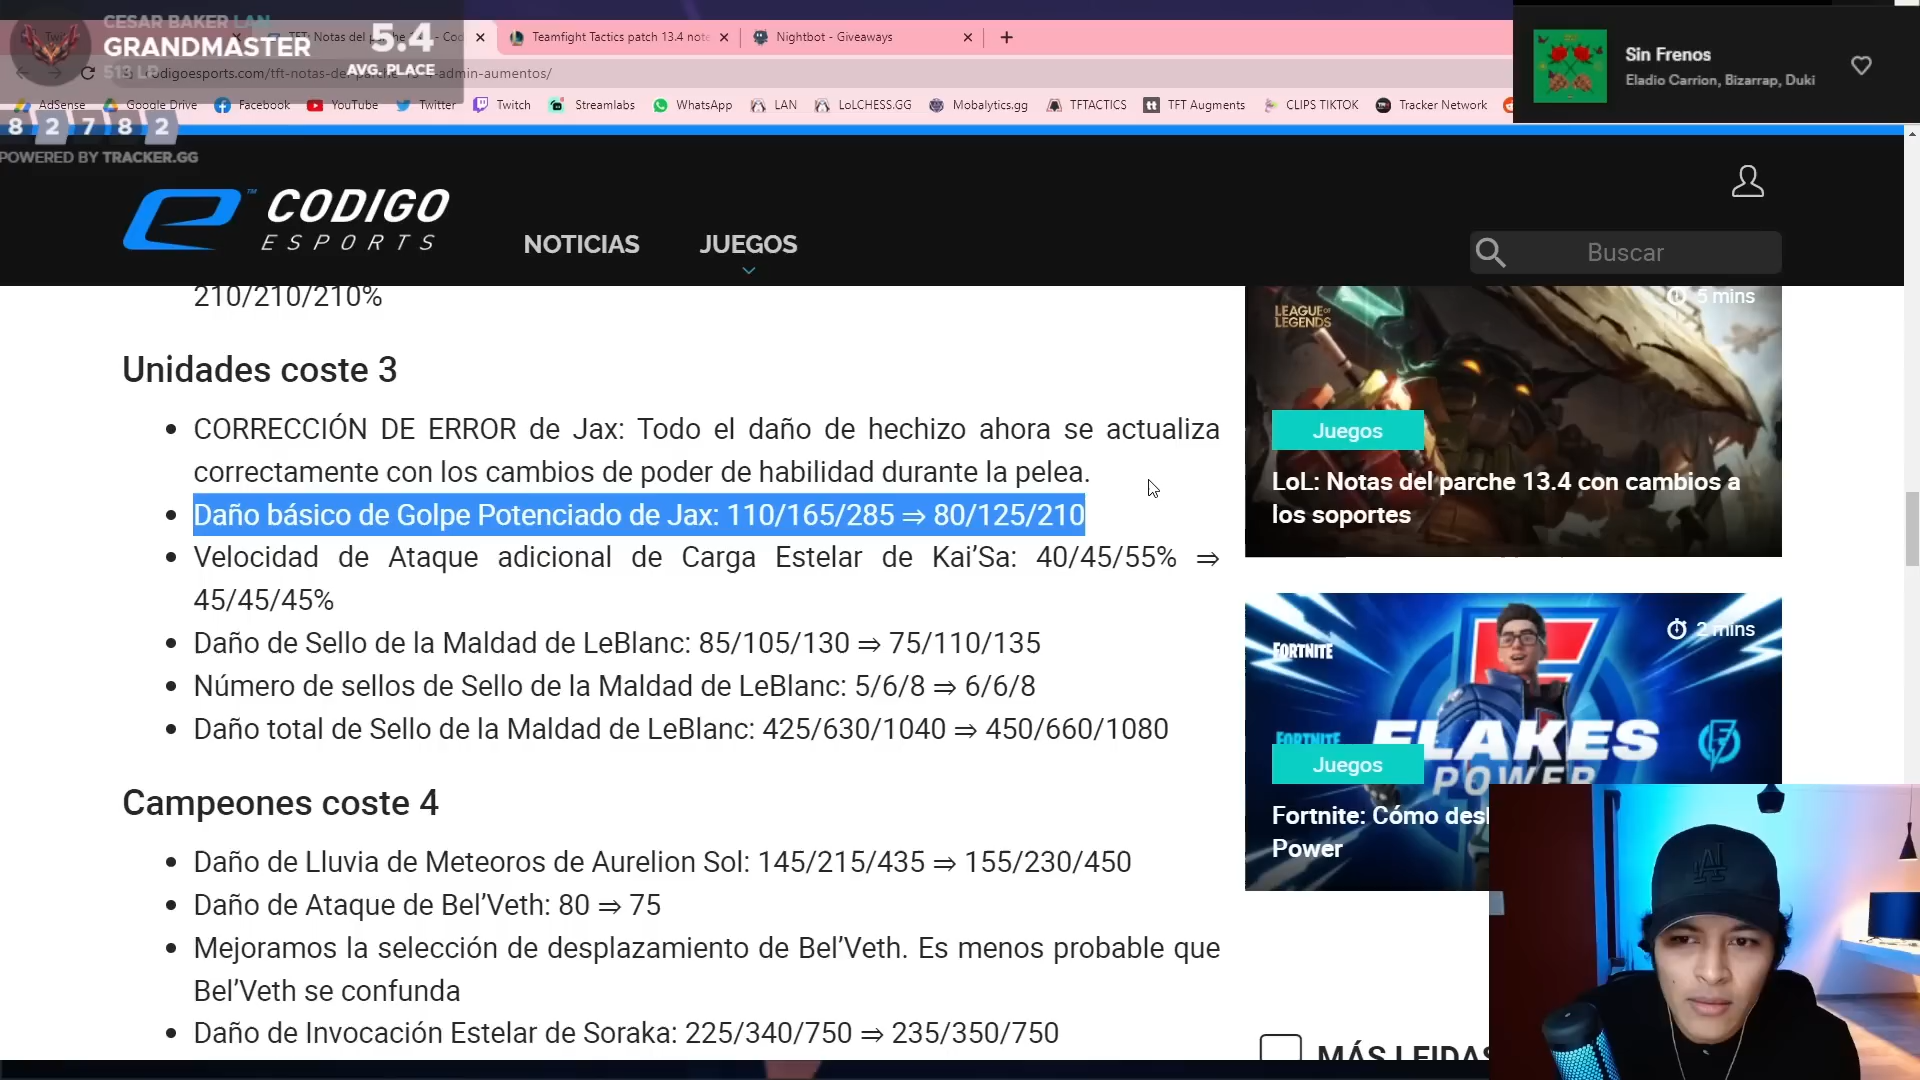 CESAR BAKER LAN
GRANDMASTER
513 LP
5.4
AVG. PLACE
8 2 7 8 2
POWERED BY TRACKER.GG
TFT: Notas del
Teamfight Tactics patch 13.4 note
Nightbot - Giveaways
codigoesports.com/tft-notas-del-parche-13-4-admin-aumentos/
AdSense
Google Drive
Facebook
YouTube
Twitter
Twitch
Streamlabs
WhatsApp
LAN
LoLCHESS.GG
Mobalytics.gg
TFTACTICS
TFT Augments
CLIPS TIKTOK
Tracker Network
Sin Frenos
Eladio Carrion, Bizarrap, Duki
CODIGO
ESPORTS
NOTICIAS
JUEGOS
Buscar
210/210/210%
Unidades coste 3
CORRECCIÓN DE ERROR de Jax: Todo el daño de hechizo ahora se actualiza
correctamente con los cambios de poder de habilidad durante la pelea.
Daño básico de Golpe Potenciado de Jax: 110/165/285 ⇒ 80/125/210
Velocidad de Ataque adicional de Carga Estelar de Kai’Sa: 40/45/55% ⇒
45/45/45%
Daño de Sello de la Maldad de LeBlanc: 85/105/130 ⇒ 75/110/135
Número de sellos de Sello de la Maldad de LeBlanc: 5/6/8 ⇒ 6/6/8
Daño total de Sello de la Maldad de LeBlanc: 425/630/1040 ⇒ 450/660/1080
Campeones coste 4
Daño de Lluvia de Meteoros de Aurelion Sol: 145/215/435 ⇒ 155/230/450
Daño de Ataque de Bel’Veth: 80 ⇒ 75
Mejoramos la selección de desplazamiento de Bel’Veth. Es menos probable que
Bel’Veth se confunda
Daño de Invocación Estelar de Soraka: 225/340/750 ⇒ 235/350/750
5 mins
LEAGUE OF
LEGENDS
Juegos
LoL: Notas del parche 13.4 con cambios a
los soportes
2 mins
FORTNITE
FORTNITE
FLAKES
POWER
Juegos
Fortnite: Cómo des
Power
MÁS LEIDAS